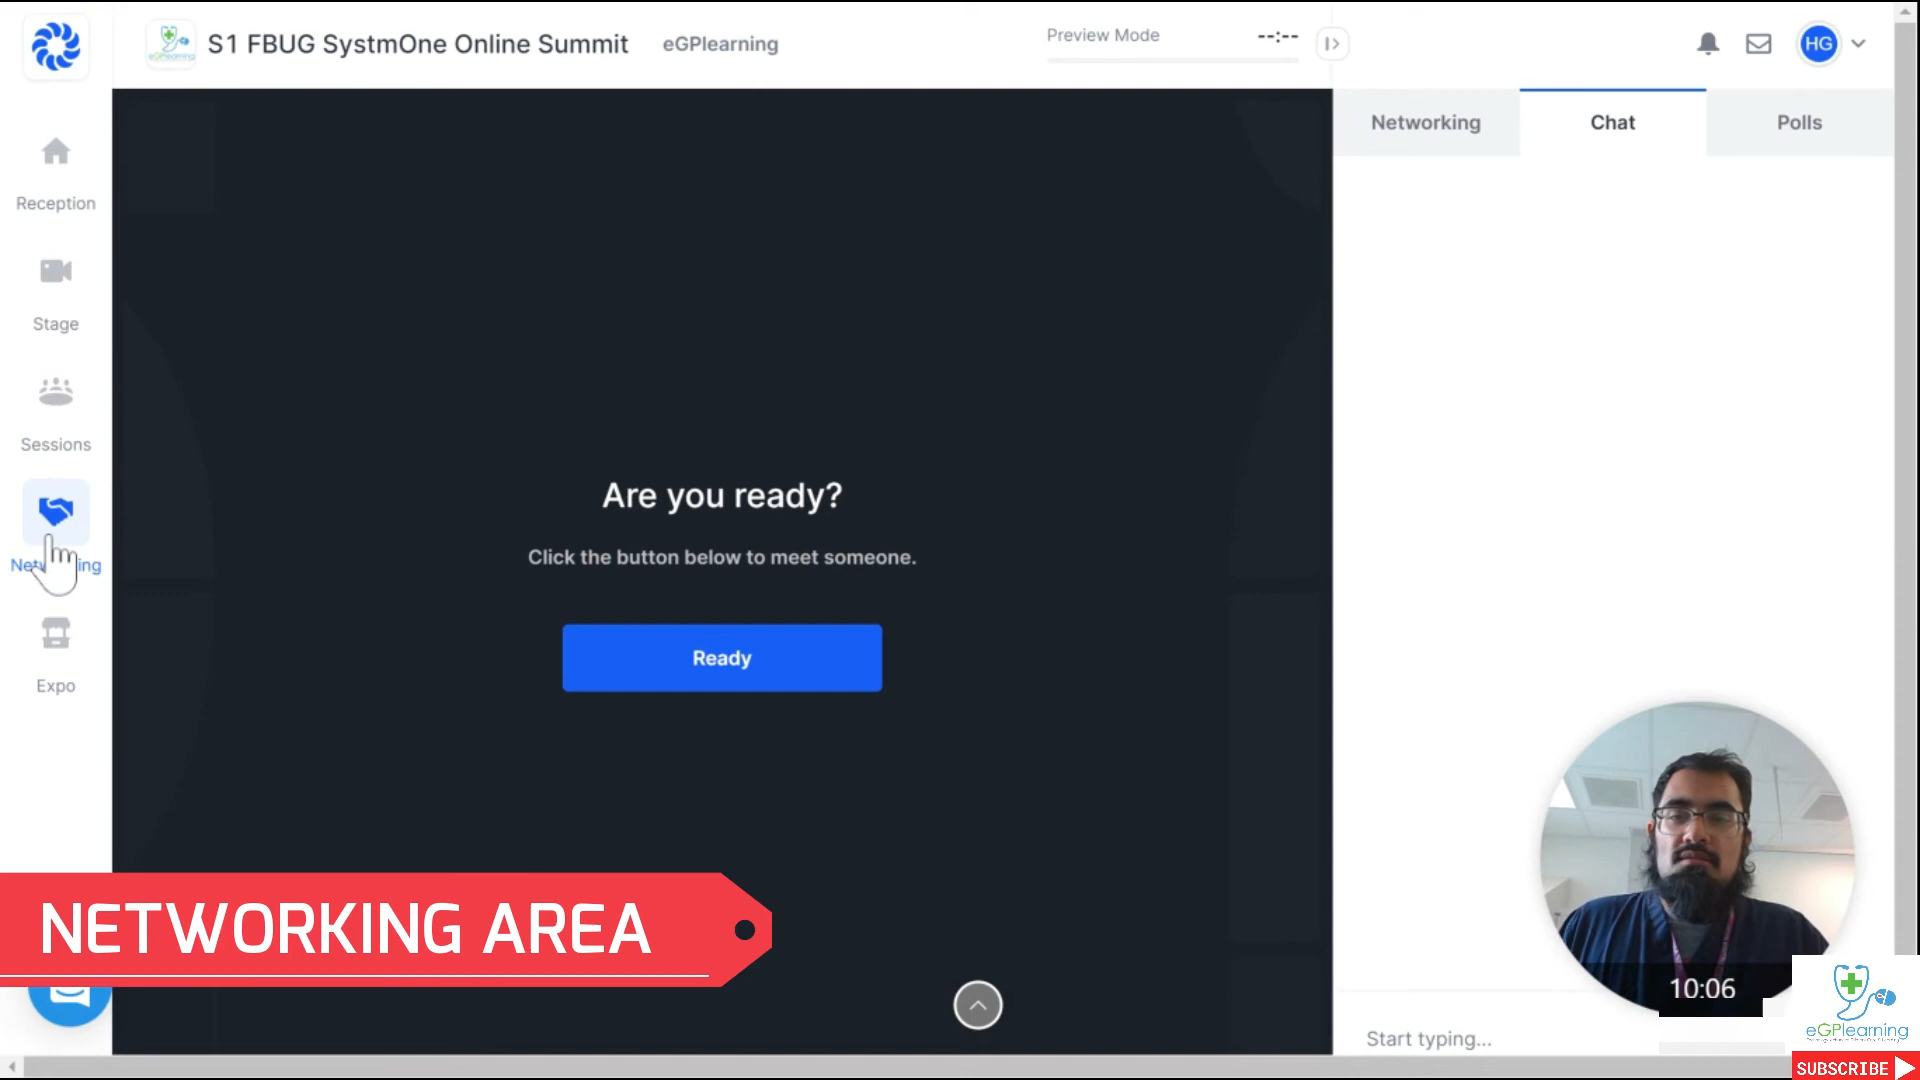 S1 FBUG SystmOne Online Summit
eGPlearning
Preview Mode
--:--
HG
Reception
Stage
Sessions
Expo
Networking
Chat
Polls
Are you ready?
Click the button below to meet someone.
Ready
NETWORKING AREA
10:06
Start typing...
eGPlearning
SUBSCRIBE